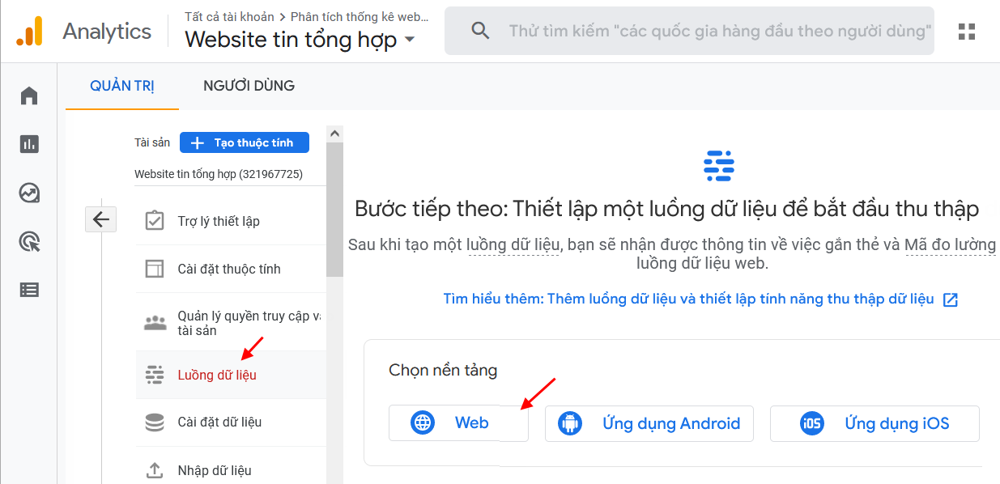 Analytics
Tất cả tài khoản > Phân tích thống kê web...
Website tin tổng hợp
Thử tìm kiếm "các quốc gia hàng đầu theo người dùng"
QUẢN TRỊ
NGƯỜI DÙNG
Tài sản
Tạo thuộc tính
Website tin tổng hợp (321967725)
Trợ lý thiết lập
Cài đặt thuộc tính
Quản lý quyền truy cập
tài sản
Luồng dữ liệu
Cài đặt dữ liệu
Nhập dữ liệu
Bước tiếp theo: Thiết lập một luồng dữ liệu để bắt đầu thu thập
Sau khi tạo một luồng dữ liệu, bạn sẽ nhận được thông tin về việc gắn thẻ và Mã đo lường
luồng dữ liệu web.
Tìm hiểu thêm: Thêm luồng dữ liệu và thiết lập tính năng thu thập dữ liệu
Chọn nền tảng
Web
Ứng dụng Android
iOS
Ứng dụng iOS